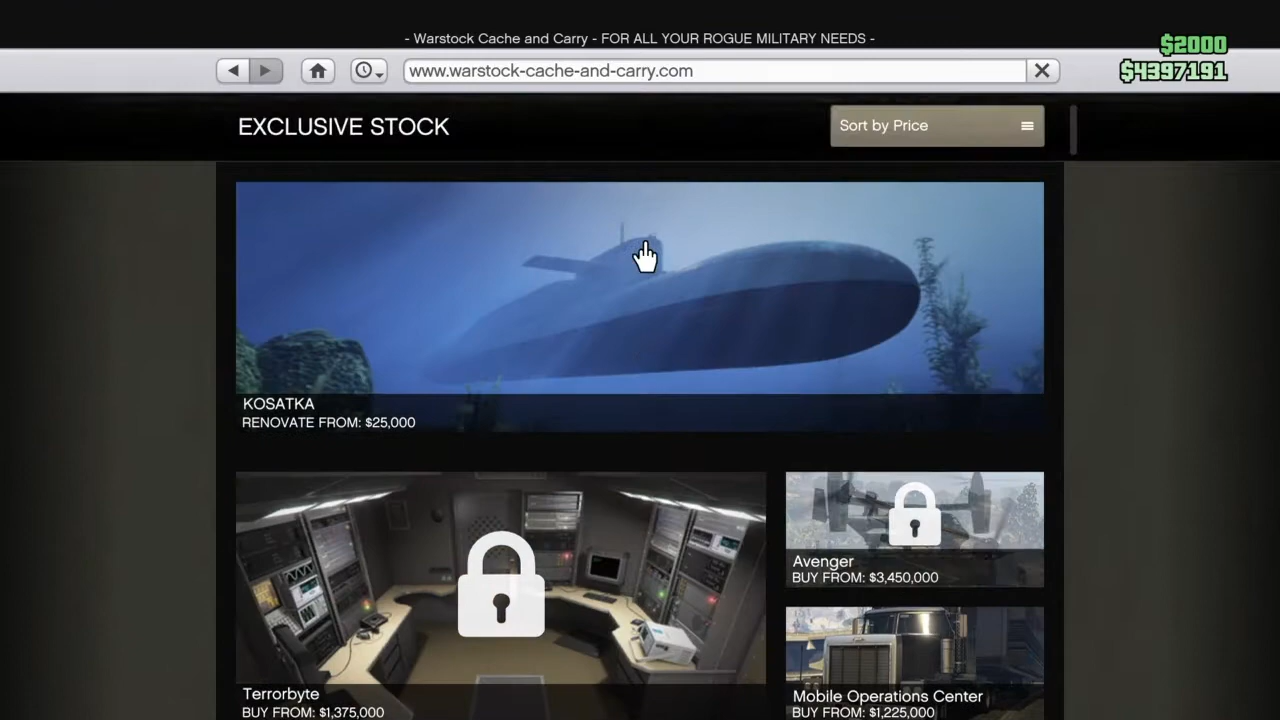 - Warstock Cache and Carry - FOR ALL YOUR ROGUE MILITARY NEEDS -
$2000
$4397191
www.warstock-cache-and-carry.com
EXCLUSIVE STOCK
Sort by Price
KOSATKA
RENOVATE FROM: $25,000
Terrorbyte
BUY FROM: $1,375,000
Avenger
BUY FROM: $3,450,000
Mobile Operations Center
BUY FROM: $1,225,000